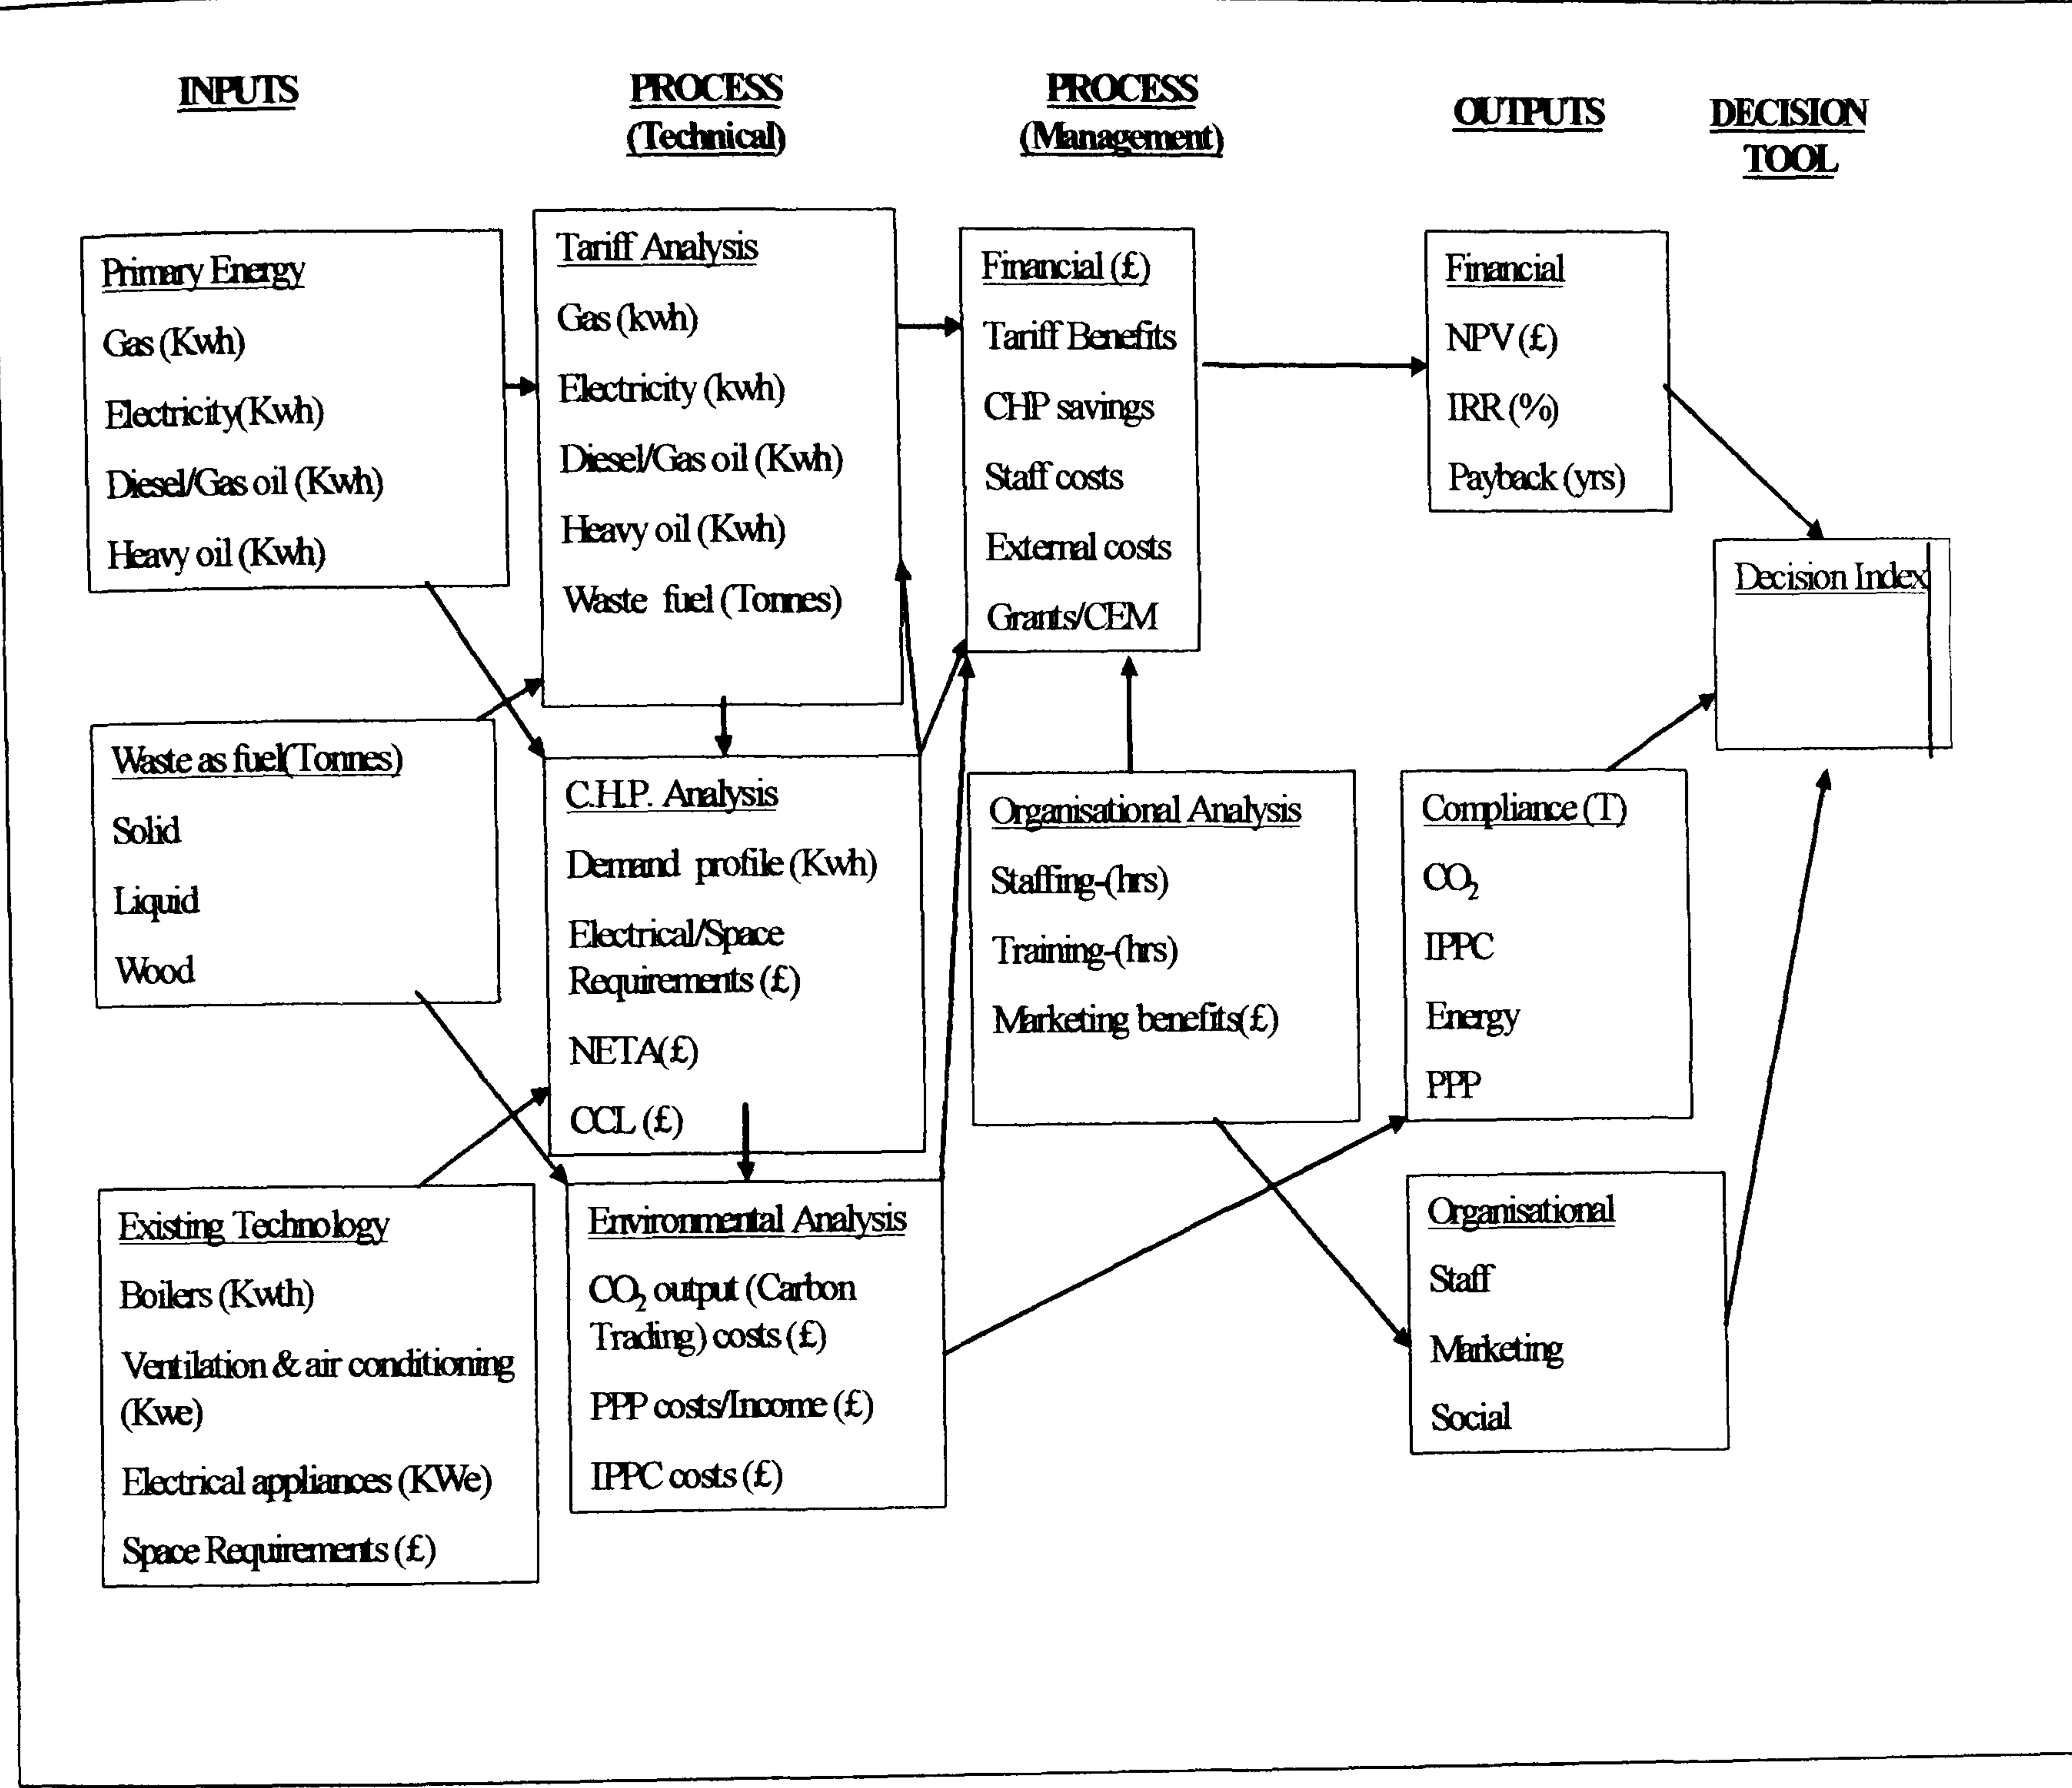 INPUTS
PROCESS
(Technical)
PROCESS
(Management)
OUTPUTS
DECISION
TOOL
Primary Energy
Gas (Kwh)
Electricity(Kwh)
Diesel/Gas oil (Kwh)
Heavy oil (Kwh)
Waste as fuel(Tonnes)
Solid
Liquid
Wood
Existing Technology
Boilers (Kwth)
Ventilation & air conditioning
(Kwe)
Electrical appliances (KWe)
Space Requirements (£)
Tariff Analysis
Gas (kwh)
Electricity (kwh)
Diesel/Gas oil (Kwh)
Heavy oil (Kwh)
Waste fuel (Tonnes)
C.H.P. Analysis
Demand profile (Kwh)
Electrical/Space
Requirements (£)
NETA(£)
CCL (£)
Environmental Analysis
CO₂ output (Carbon
Trading) costs (£)
PPP costs/Income (£)
IPPC costs (£)
Financial (£)
Tariff Benefits
CHP savings
Staff costs
External costs
Grants/CEM
Organisational Analysis
Staffing-(hrs)
Training-(hrs)
Marketing benefits(£)
Financial
NPV (£)
IRR (%)
Payback (yrs)
Compliance (T)
CO₂
IPPC
Energy
PPP
Organisational
Staff
Marketing
Social
Decision Index